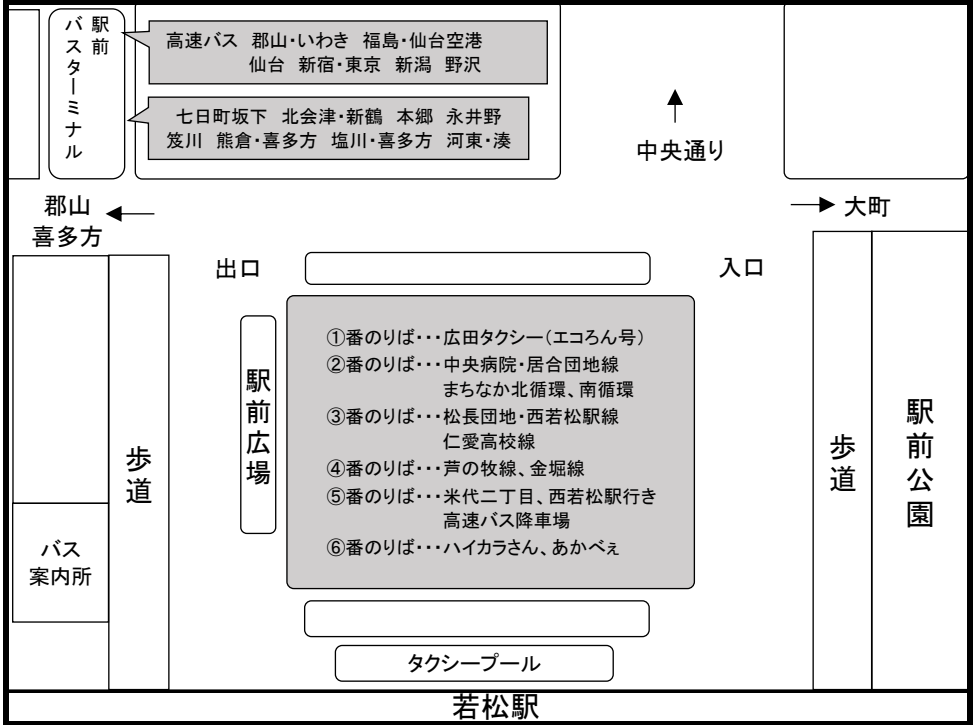 駅前
バスターミナル
高速バス 郡山・いわき 福島・仙台空港
仙台 新宿・東京 新潟 野沢
七日町坂下 北会津・新鶴 本郷 永井野
笈川 熊倉・喜多方 塩川・喜多方 河東・湊
中央通り
郡山
喜多方
大町
出口
入口
①番のりば・・・広田タクシー(エコろん号)
②番のりば・・・中央病院・居合団地線
まちなか北循環、南循環
③番のりば・・・松長団地・西若松駅線
仁愛高校線
④番のりば・・・芦の牧線、金堀線
⑤番のりば・・・米代二丁目、西若松駅行き
高速バス降車場
⑥番のりば・・・ハイカラさん、あかべぇ
駅前広場
歩道
歩道
駅前公園
バス
案内所
タクシープール
若松駅